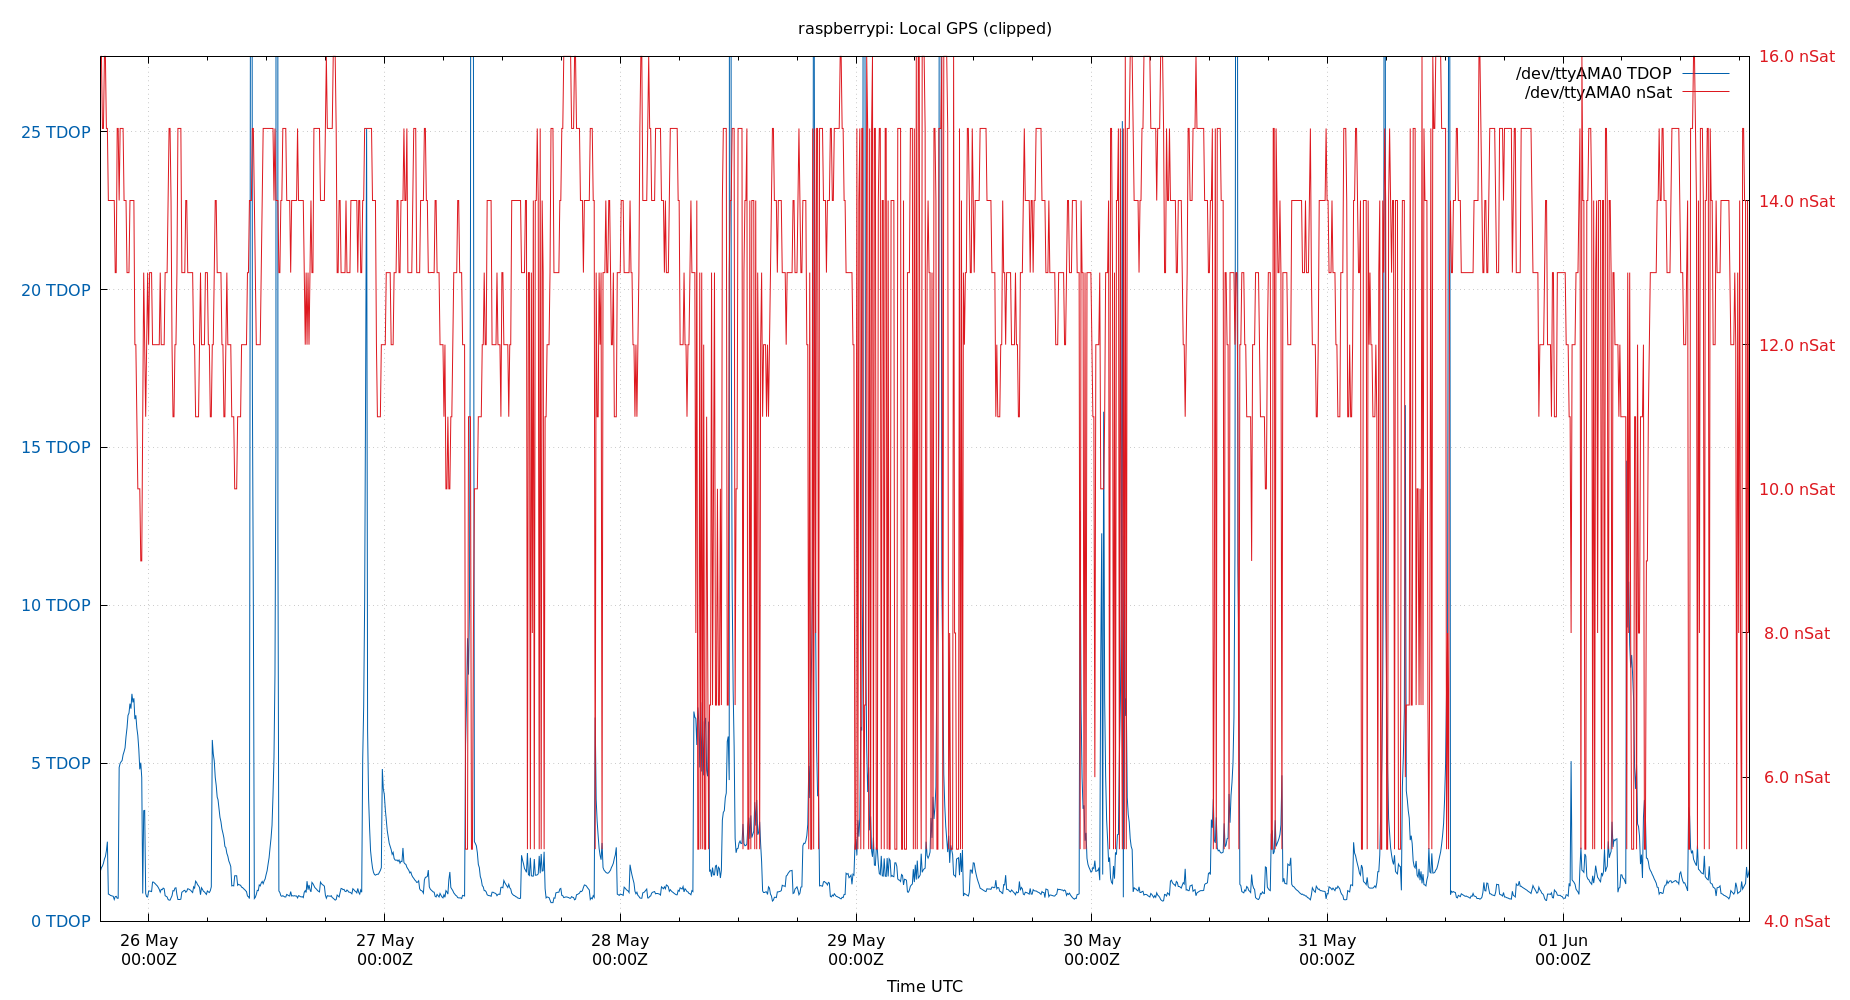 raspberrypi: Local GPS (clipped)
/dev/ttyAMA0 TDOP
/dev/ttyAMA0 nSat
25 TDOP
20 TDOP
15 TDOP
10 TDOP
5 TDOP
0 TDOP
16.0 nSat
14.0 nSat
12.0 nSat
10.0 nSat
8.0 nSat
6.0 nSat
4.0 nSat
26 May
00:00Z
27 May
00:00Z
28 May
00:00Z
29 May
00:00Z
30 May
00:00Z
31 May
00:00Z
01 Jun
00:00Z
Time UTC